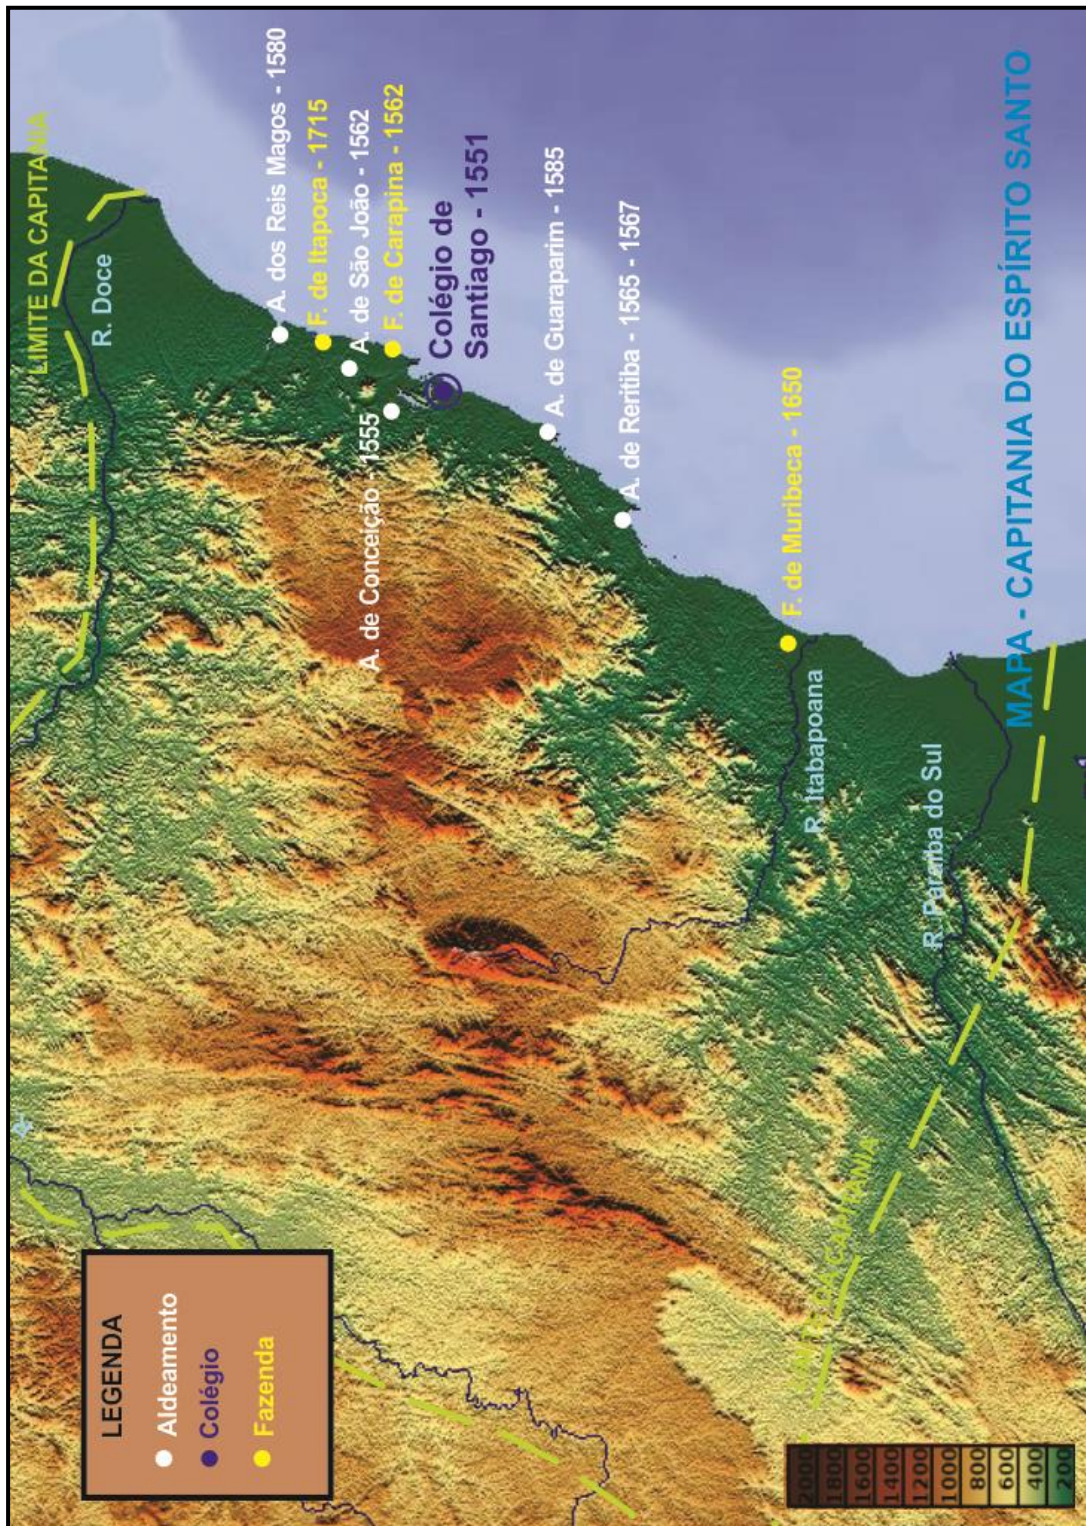 LIMITE DA CAPITANIA
R. Doce
A. dos Reis Magos - 1580
F. de Itapoca - 1715
A. de São João - 1562
F. de Carapina - 1562
A. de Conceição - 1555
Colégio de
Santiago - 1551
A. de Guaraparim - 1585
A. de Reritiba - 1565 - 1567
F. de Muribeca - 1650
R. Itabapoana
R. Paraíba do Sul
LIMITE DA CAPITANIA
MAPA - CAPITANIA DO ESPÍRITO SANTO
LEGENDA
Aldeamento
Colégio
Fazenda
2000
1800
1600
1400
1200
1000
800
600
400
200